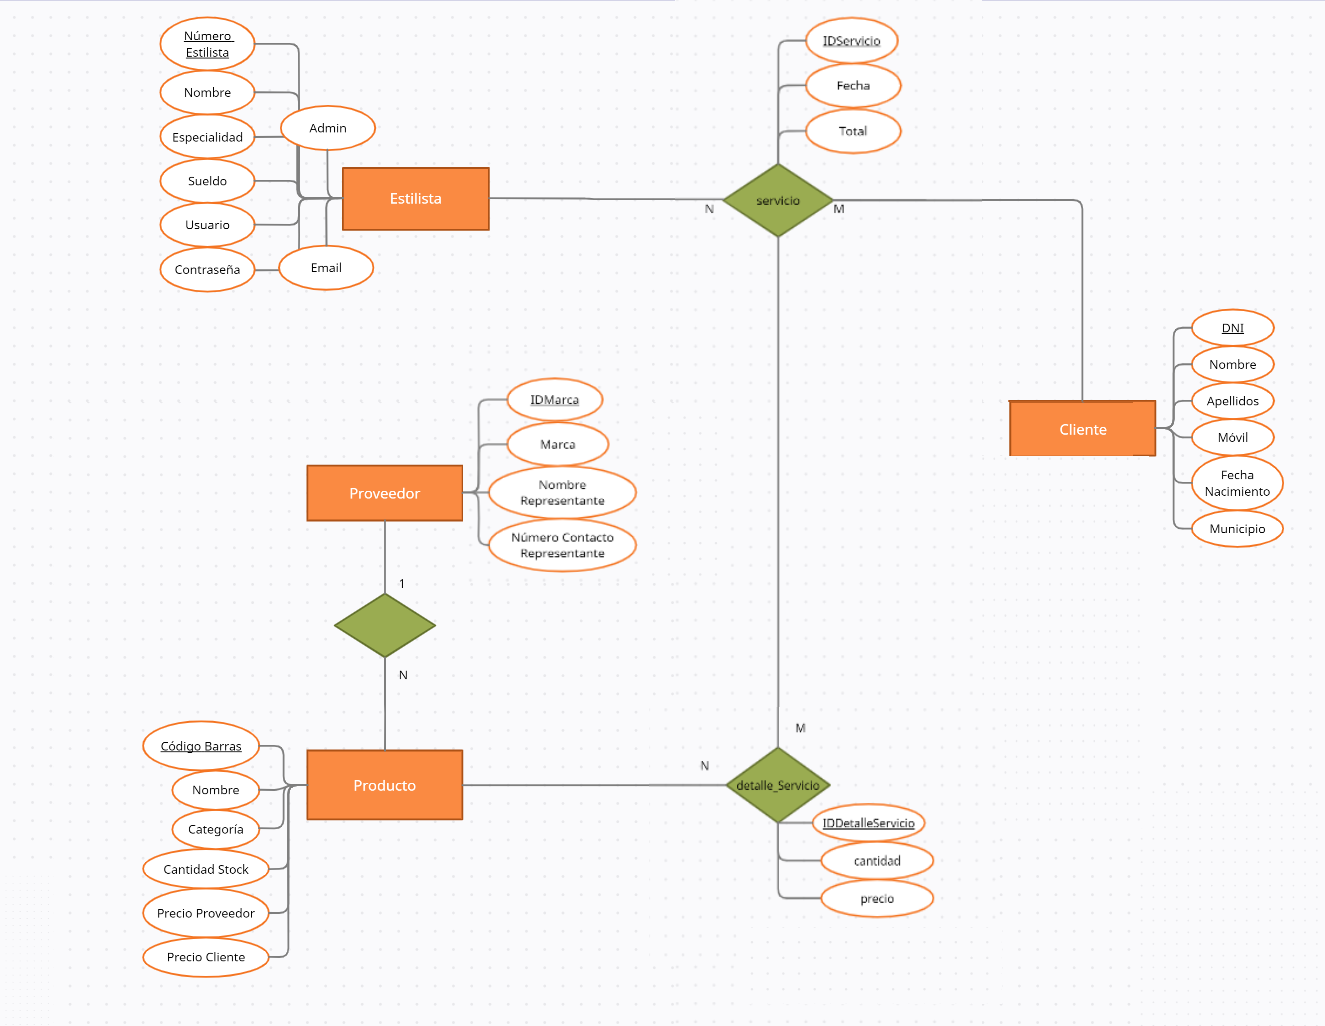 Número
Estilista
Nombre
Especialidad
Sueldo
Usuario
Contraseña
Admin
Email
Estilista
IDServicio
Fecha
Total
servicio
N
M
DNI
Nombre
Apellidos
Móvil
Fecha
Nacimiento
Municipio
Cliente
IDMarca
Marca
Nombre
Representante
Número Contacto
Representante
Proveedor
1
N
Código Barras
Nombre
Categoría
Cantidad Stock
Precio Proveedor
Precio Cliente
Producto
N
M
detalle_Servicio
IDDetalleServicio
cantidad
precio